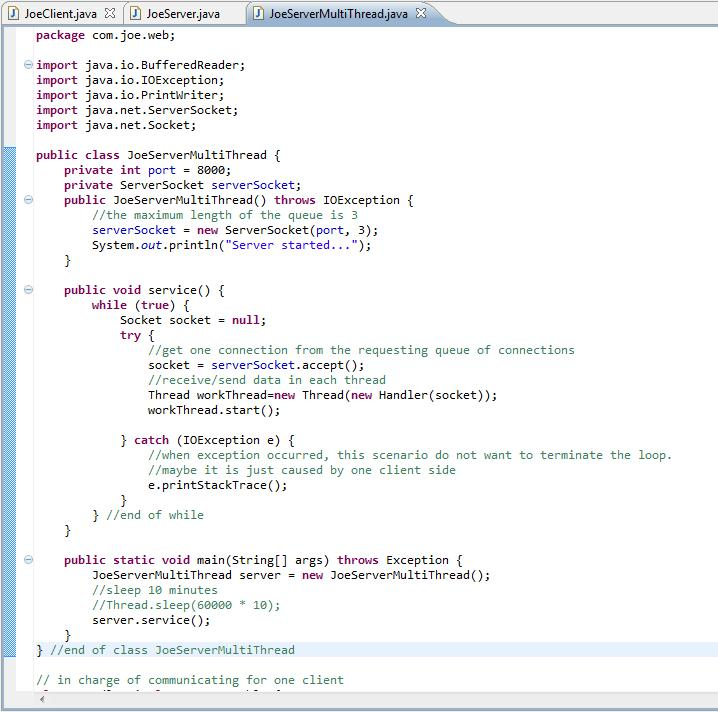 JoeClient.java JoeServer.java JoeServerMultiThread.java
package com.joe.web;
import java.io.BufferedReader;
import java.io.IOException;
import java.io.PrintWriter;
import java.net.ServerSocket;
import java.net.Socket;
public class JoeServerMultiThread {
private int port = 8000;
private ServerSocket serverSocket;
public JoeServerMultiThread() throws IOException {
//the maximum length of the queue is 3
serverSocket = new ServerSocket(port, 3);
System.out.println("Server started...");
}
public void service() {
while (true) {
Socket socket = null;
try {
//get one connection from the requesting queue of connections
socket = serverSocket.accept();
//receive/send data in each thread
Thread workThread=new Thread(new Handler(socket));
workThread.start();
} catch (IOException e) {
//when exception occurred, this scenario do not want to terminate the loop.
//maybe it is just caused by one client side
e.printStackTrace();
}
} //end of while
}
public static void main(String[] args) throws Exception {
JoeServerMultiThread server = new JoeServerMultiThread();
//sleep 10 minutes
//Thread.sleep(60000 * 10);
server.service();
}
} //end of class JoeServerMultiThread
// in charge of communicating for one client